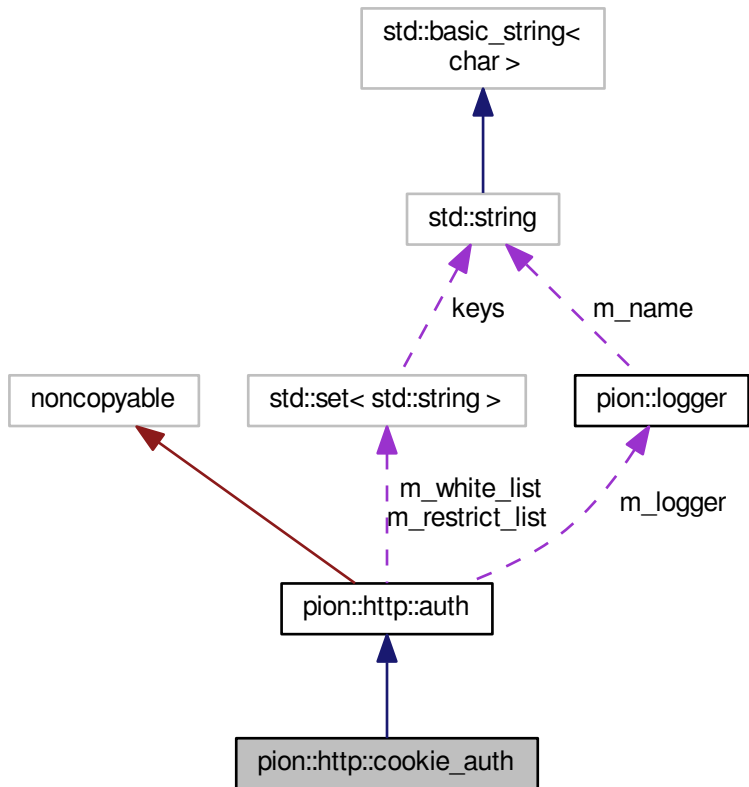 std::basic_string<
char >
std::string
keys
m_name
noncopyable
std::set< std::string >
pion::logger
m_white_list
m_restrict_list
m_logger
pion::http::auth
pion::http::cookie_auth